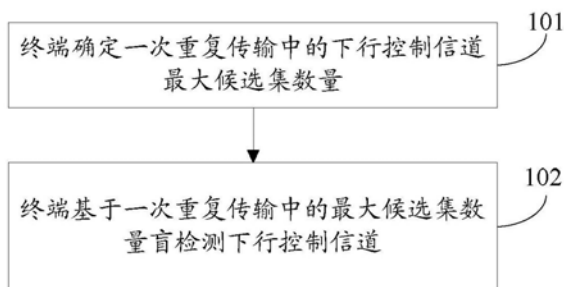 终端确定一次重复传输中的下行控制信道
最大候选集数量
101
终端基于一次重复传输中的最大候选集数
量盲检测下行控制信道
102